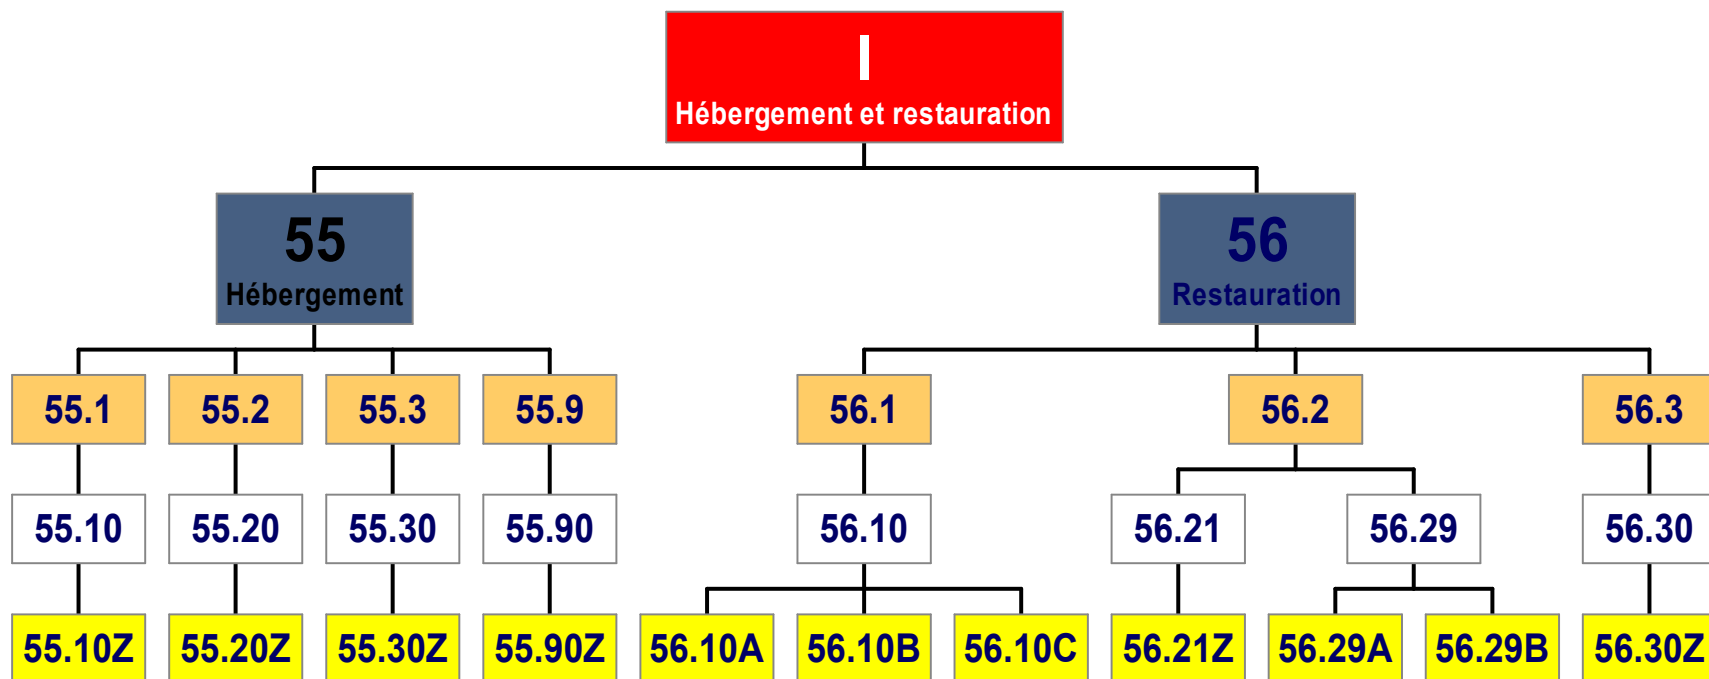 I
Hébergement et restauration
55
Hébergement
56
Restauration
55.1
55.2
55.3
55.9
56.1
56.2
56.3
55.10
55.20
55.30
55.90
56.10
56.21
56.29
56.30
55.10Z
55.20Z
55.30Z
55.90Z
56.10A
56.10B
56.10C
56.21Z
56.29A
56.29B
56.30Z